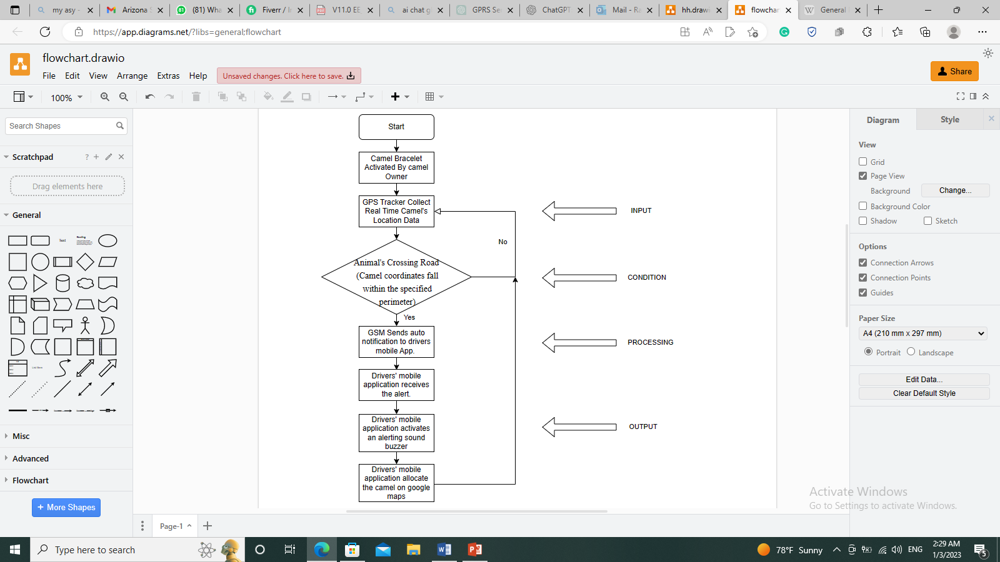 my asy -
Arizona S
(81) Wha
Fiverr / In
V11.0 EE_
ai chat g
GPRS Ser
ChatGPT
Mail - Ra
hh.drawi
flowchar
General
https://app.diagrams.net/?libs=general;flowchart
flowchart.drawio
File Edit View Arrange Extras Help
Unsaved changes. Click here to save.
Share
100%
Search Shapes
Scratchpad
?
Drag elements here
General
Text
Heading
Misc
Advanced
Flowchart
+ More Shapes
Start
Camel Bracelet
Activated By camel
Owner
GPS Tracker Collect
Real Time Camel's
Location Data
No
Animal's Crossing Road
(Camel coordinates fall
within the specified
perimeter)
Yes
GSM Sends auto
notification to drivers
mobile App.
Drivers' mobile
application receives
the alert.
Drivers' mobile
application activates
an alerting sound
buzzer
Drivers' mobile
application allocate
the camel on google
maps
INPUT
CONDITION
PROCESSING
OUTPUT
Diagram
Style
View
Grid
Page View
Background
Change...
Background Color
Shadow
Sketch
Options
Connection Arrows
Connection Points
Guides
Paper Size
A4 (210 mm x 297 mm)
Portrait
Landscape
Edit Data...
Clear Default Style
Activate Windows
Go to Settings to activate Windows.
Page-1
Type here to search
78°F Sunny
ENG
2:29 AM
1/3/2023
5